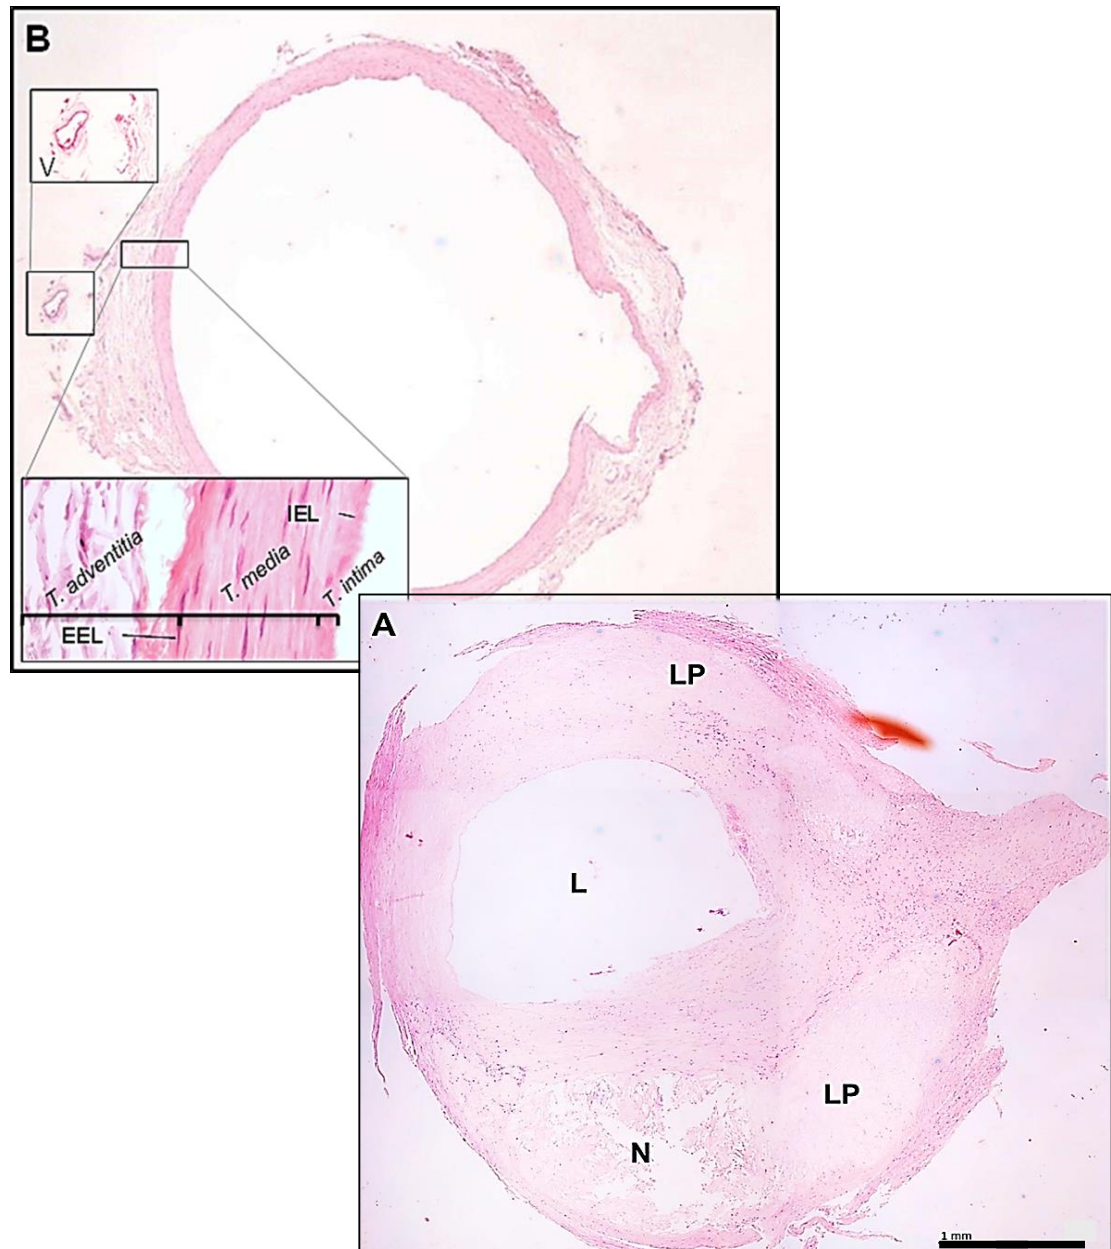 B
V
IEL
T. adventitia
T. media
T. intima
EEL
A
LP
L
LP
N
1 mm